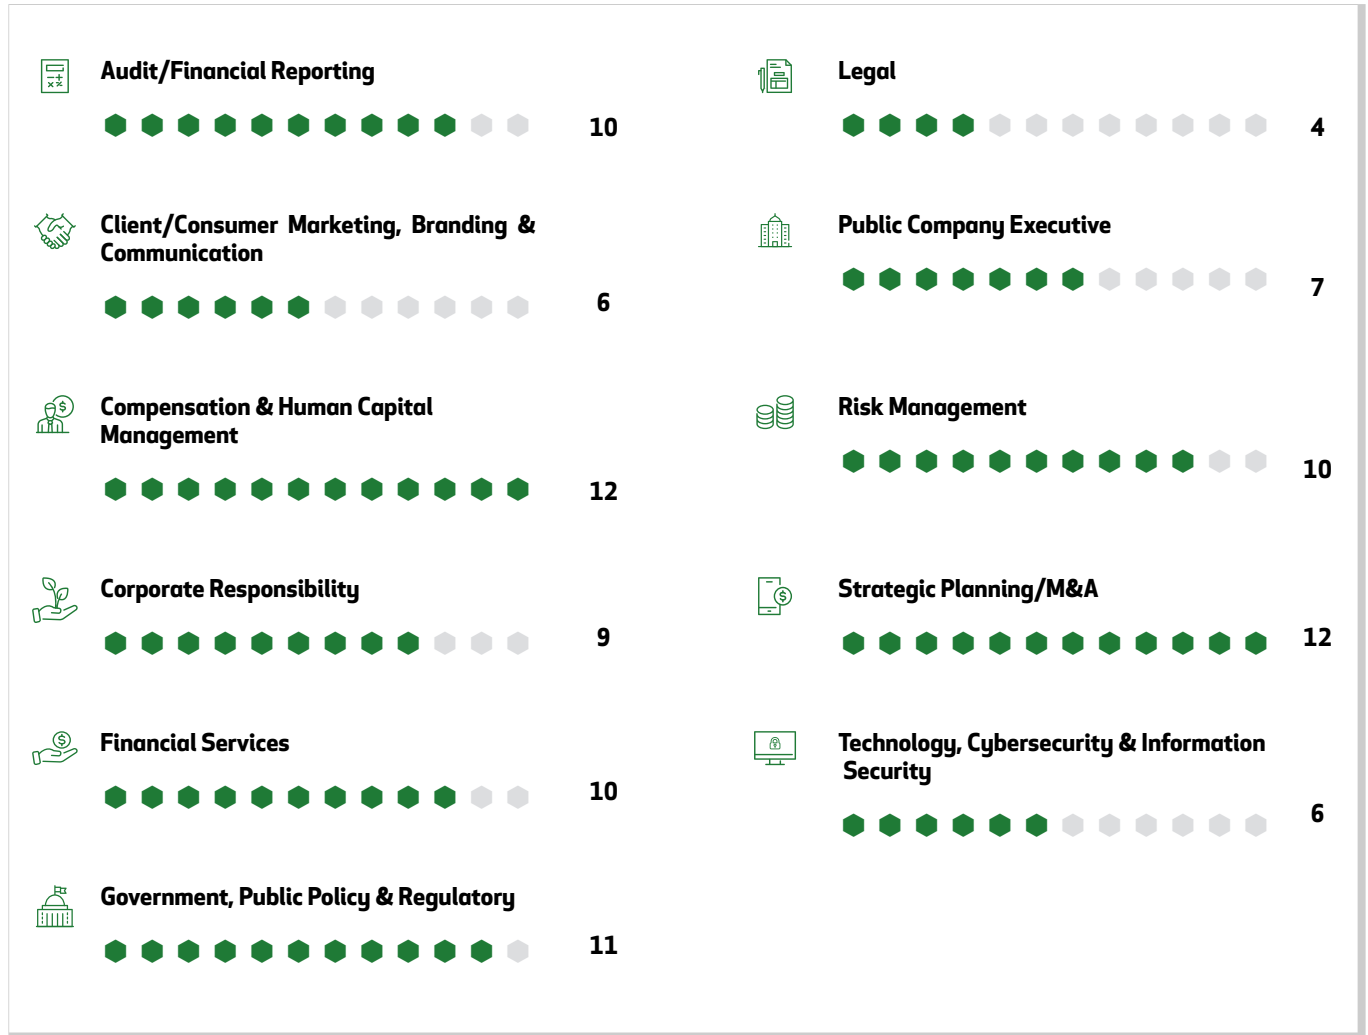 Audit/Financial Reporting
10
Client/Consumer Marketing, Branding &
Communication
6
Compensation & Human Capital
Management
12
Corporate Responsibility
9
Financial Services
10
Government, Public Policy & Regulatory
11
Legal
4
Public Company Executive
7
Risk Management
10
Strategic Planning/M&A
12
Technology, Cybersecurity & Information
Security
6